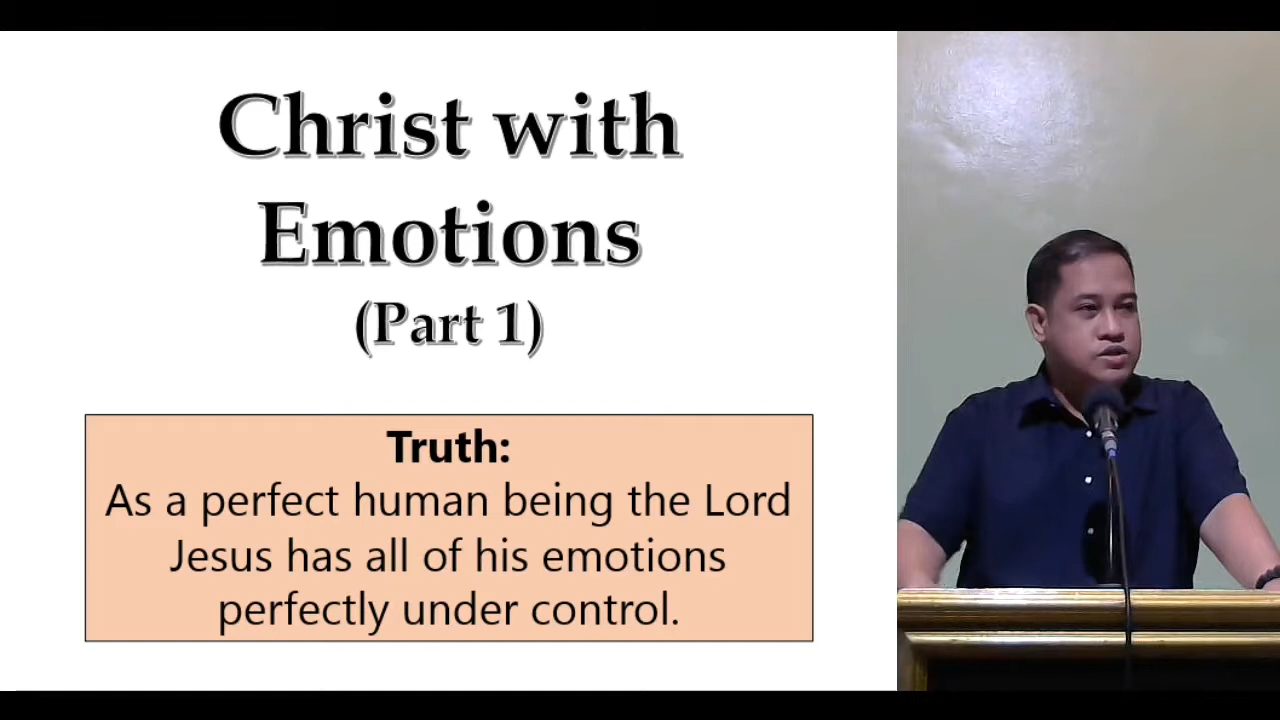 Christ with
Emotions
(Part 1)
Truth:
As a perfect human being the Lord
Jesus has all of his emotions
perfectly under control.